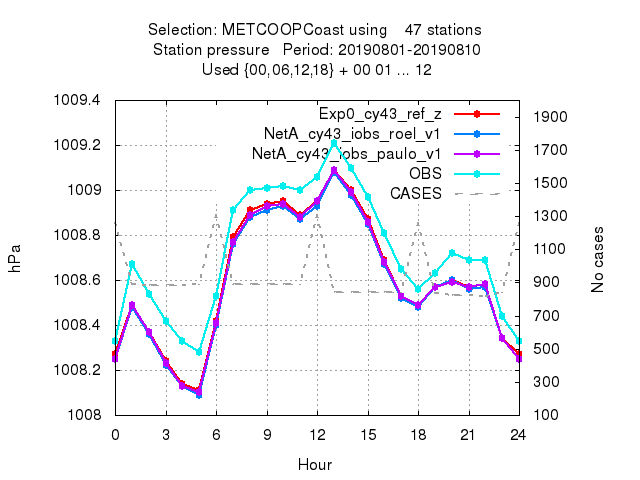 Selection: METCOOPCoast using 47 stations
Station pressure Period: 20190801-20190810
Used {00,06,12,18} + 00 01 ... 12
Exp0_cy43_ref_z
NetA_cy43_iobs_roel_v1
NetA_cy43_iobs_paulo_v1
OBS
CASES
hPa
1009.4
1009.2
1009
1008.8
1008.6
1008.4
1008.2
1008
No cases
1900
1700
1500
1300
1100
900
700
500
300
100
0 3 6 9 12 15 18 21 24
Hour